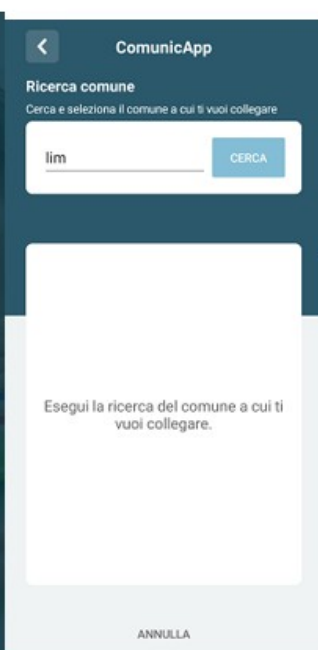 ComunicApp
Ricerca comune
Cerca e seleziona il comune a cui ti vuoi collegare
lim
CERCA
Esegui la ricerca del comune a cui ti
vuoi collegare.
ANNULLA